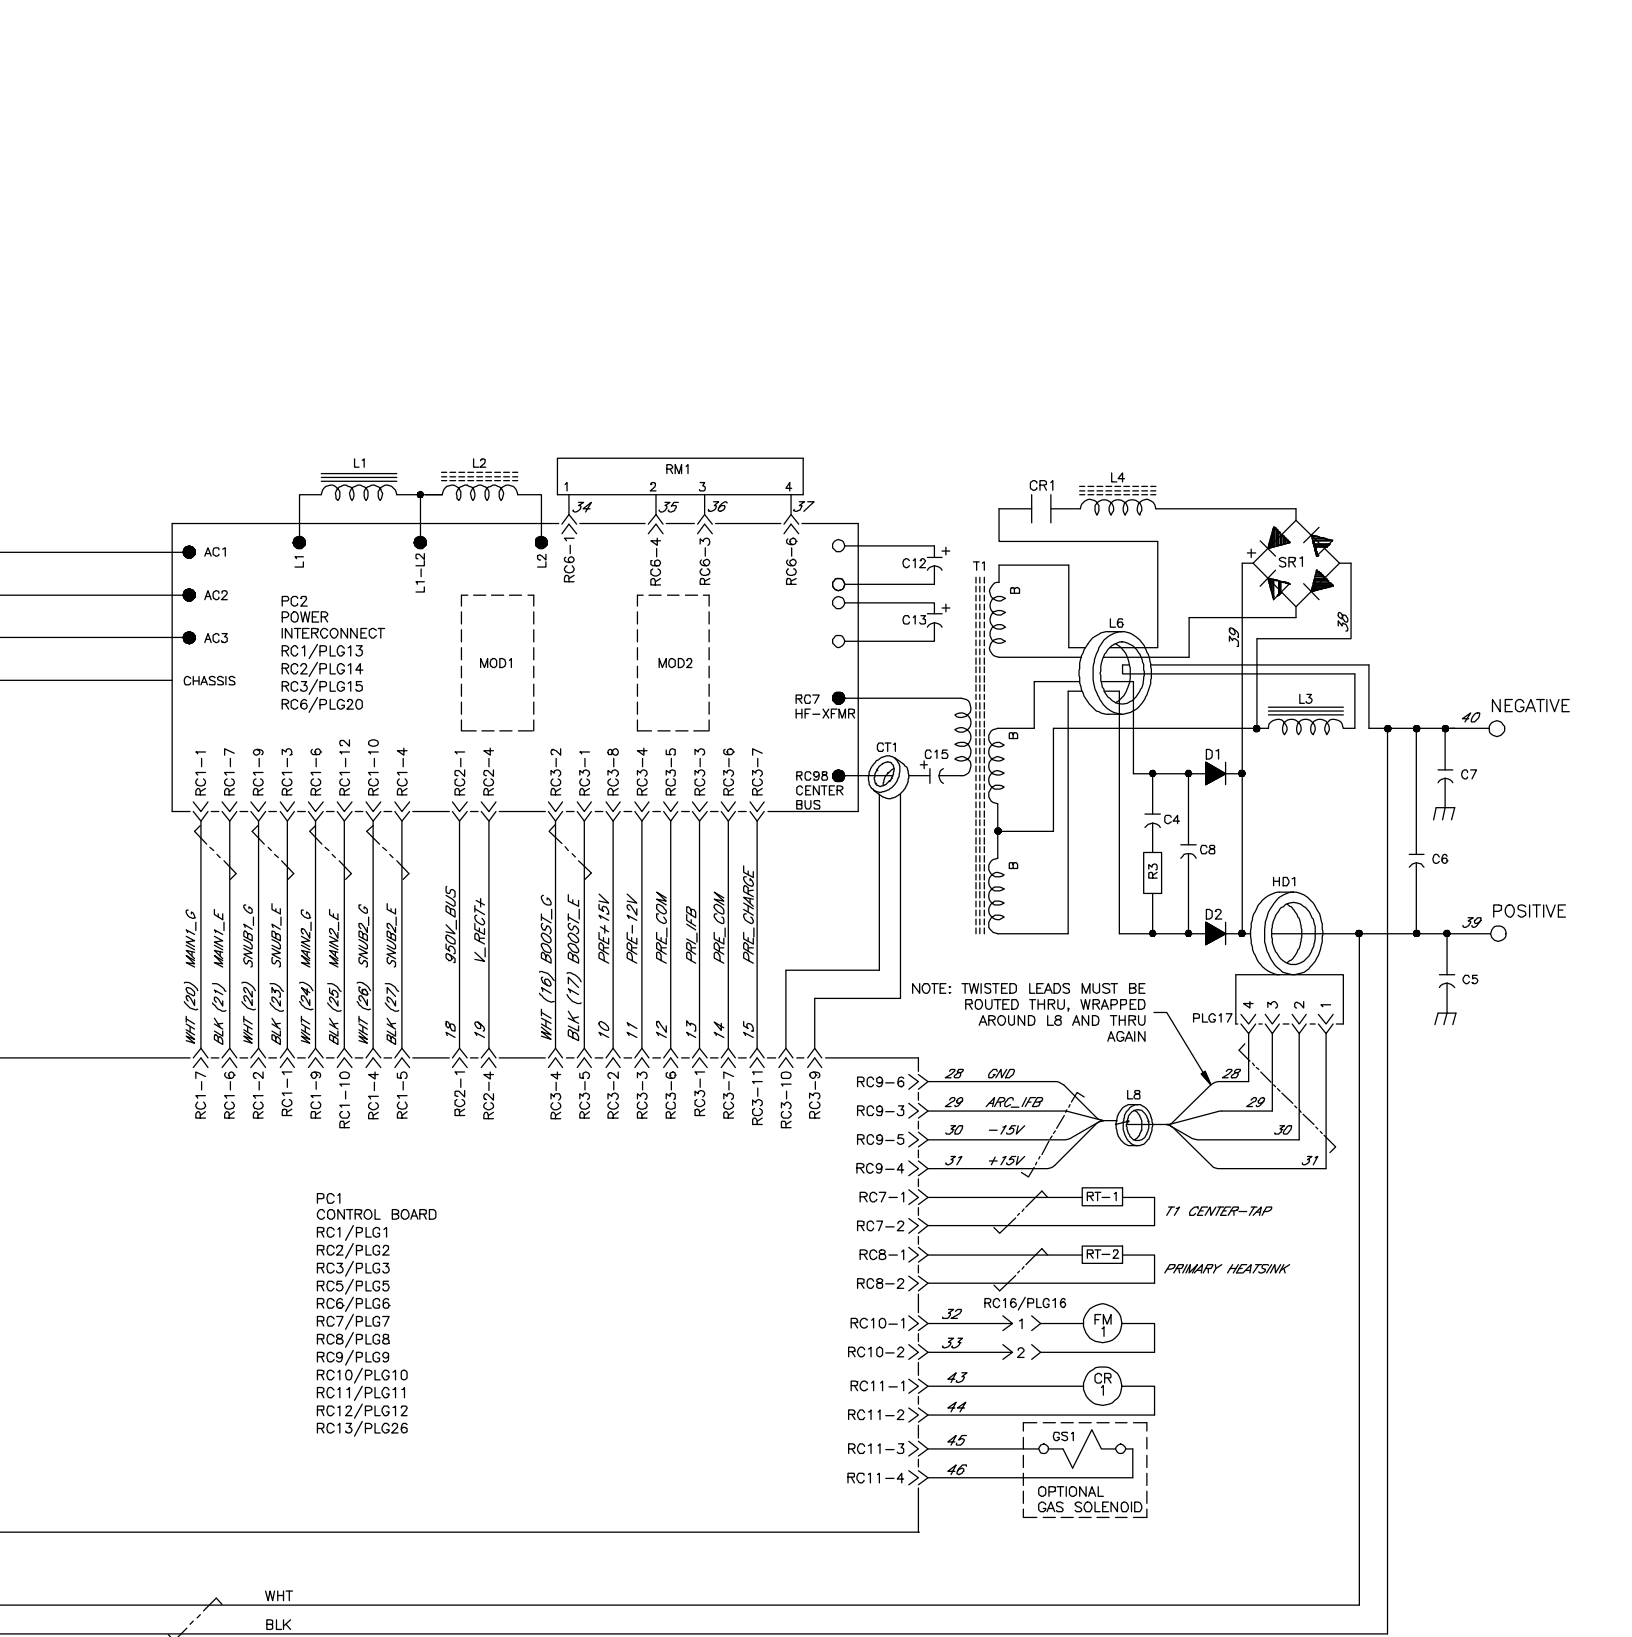 L1
L2
RM1
1
2
3
4
34
35
36
37
L1
L1-L2
L2
RC6-1
RC6-4
RC6-3
RC6-6
AC1
AC2
AC3
CHASSIS
PC2
POWER
INTERCONNECT
RC1/PLG13
RC2/PLG14
RC3/PLG15
RC6/PLG20
MOD1
MOD2
C12
+
C13
+
RC7
HF-XFMR
RC98
CENTER
BUS
CT1
+
C15
T1
B
B
B
CR1
L4
SR1
+
L6
39
38
L3
40
NEGATIVE
D1
C7
C4
C8
R3
C6
D2
HD1
39
POSITIVE
C5
RC1-1
RC1-7
RC1-9
RC1-3
RC1-6
RC1-12
RC1-10
RC1-4
RC2-1
RC2-4
RC3-2
RC3-1
RC3-8
RC3-4
RC3-5
RC3-3
RC3-6
RC3-7
WHT (20) MAIN1_G
BLK (21) MAIN1_E
WHT (22) SNUB1_G
BLK (23) SNUB1_E
WHT (24) MAIN2_G
BLK (25) MAIN2_E
WHT (26) SNUB2_G
BLK (27) SNUB2_E
18 950V_BUS
19 V_RECT+
WHT (16) BOOST_G
BLK (17) BOOST_E
10 PRE+15V
11 PRE-12V
12 PRE_COM
13 PRI_IFB
14 PRE_COM
15 PRE_CHARGE
RC1-7
RC1-6
RC1-2
RC1-1
RC1-9
RC1-10
RC1-4
RC1-5
RC2-1
RC2-4
RC3-4
RC3-5
RC3-2
RC3-3
RC3-6
RC3-1
RC3-7
RC3-11
RC3-10
RC3-9
NOTE: TWISTED LEADS MUST BE
ROUTED THRU, WRAPPED
AROUND L8 AND THRU
AGAIN
PLG17
4
3
2
1
RC9-6
28 GND
28
RC9-3
29 ARC_IFB
L8
29
RC9-5
30 -15V
30
RC9-4
31 +15V
31
RC7-1
RT-1
RC7-2
T1 CENTER-TAP
RC8-1
RT-2
RC8-2
PRIMARY HEATSINK
RC16/PLG16
RC10-1
32
1
FM
1
RC10-2
33
2
RC11-1
43
CR
1
RC11-2
44
RC11-3
45
GS1
RC11-4
46
OPTIONAL
GAS SOLENOID
PC1
CONTROL BOARD
RC1/PLG1
RC2/PLG2
RC3/PLG3
RC5/PLG5
RC6/PLG6
RC7/PLG7
RC8/PLG8
RC9/PLG9
RC10/PLG10
RC11/PLG11
RC12/PLG12
RC13/PLG26
WHT
BLK